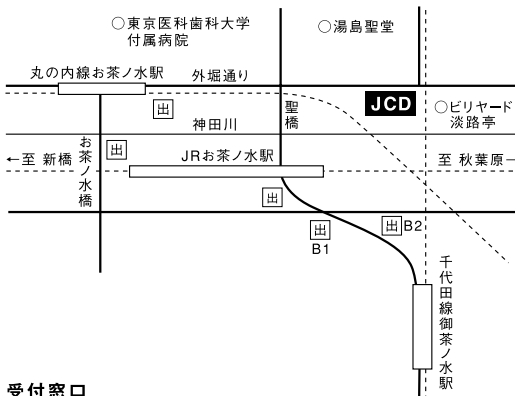 ○東京医科歯科大学
付属病院
○湯島聖堂
丸の内線お茶ノ水駅
外堀通り
出
聖橋
JCD
○ビリヤード
淡路亭
神田川
お茶ノ水橋
出
JRお茶ノ水駅
←至 新橋
至 秋葉原→
出
出
B1
出B2
千代田線御茶ノ水駅
受付窓口